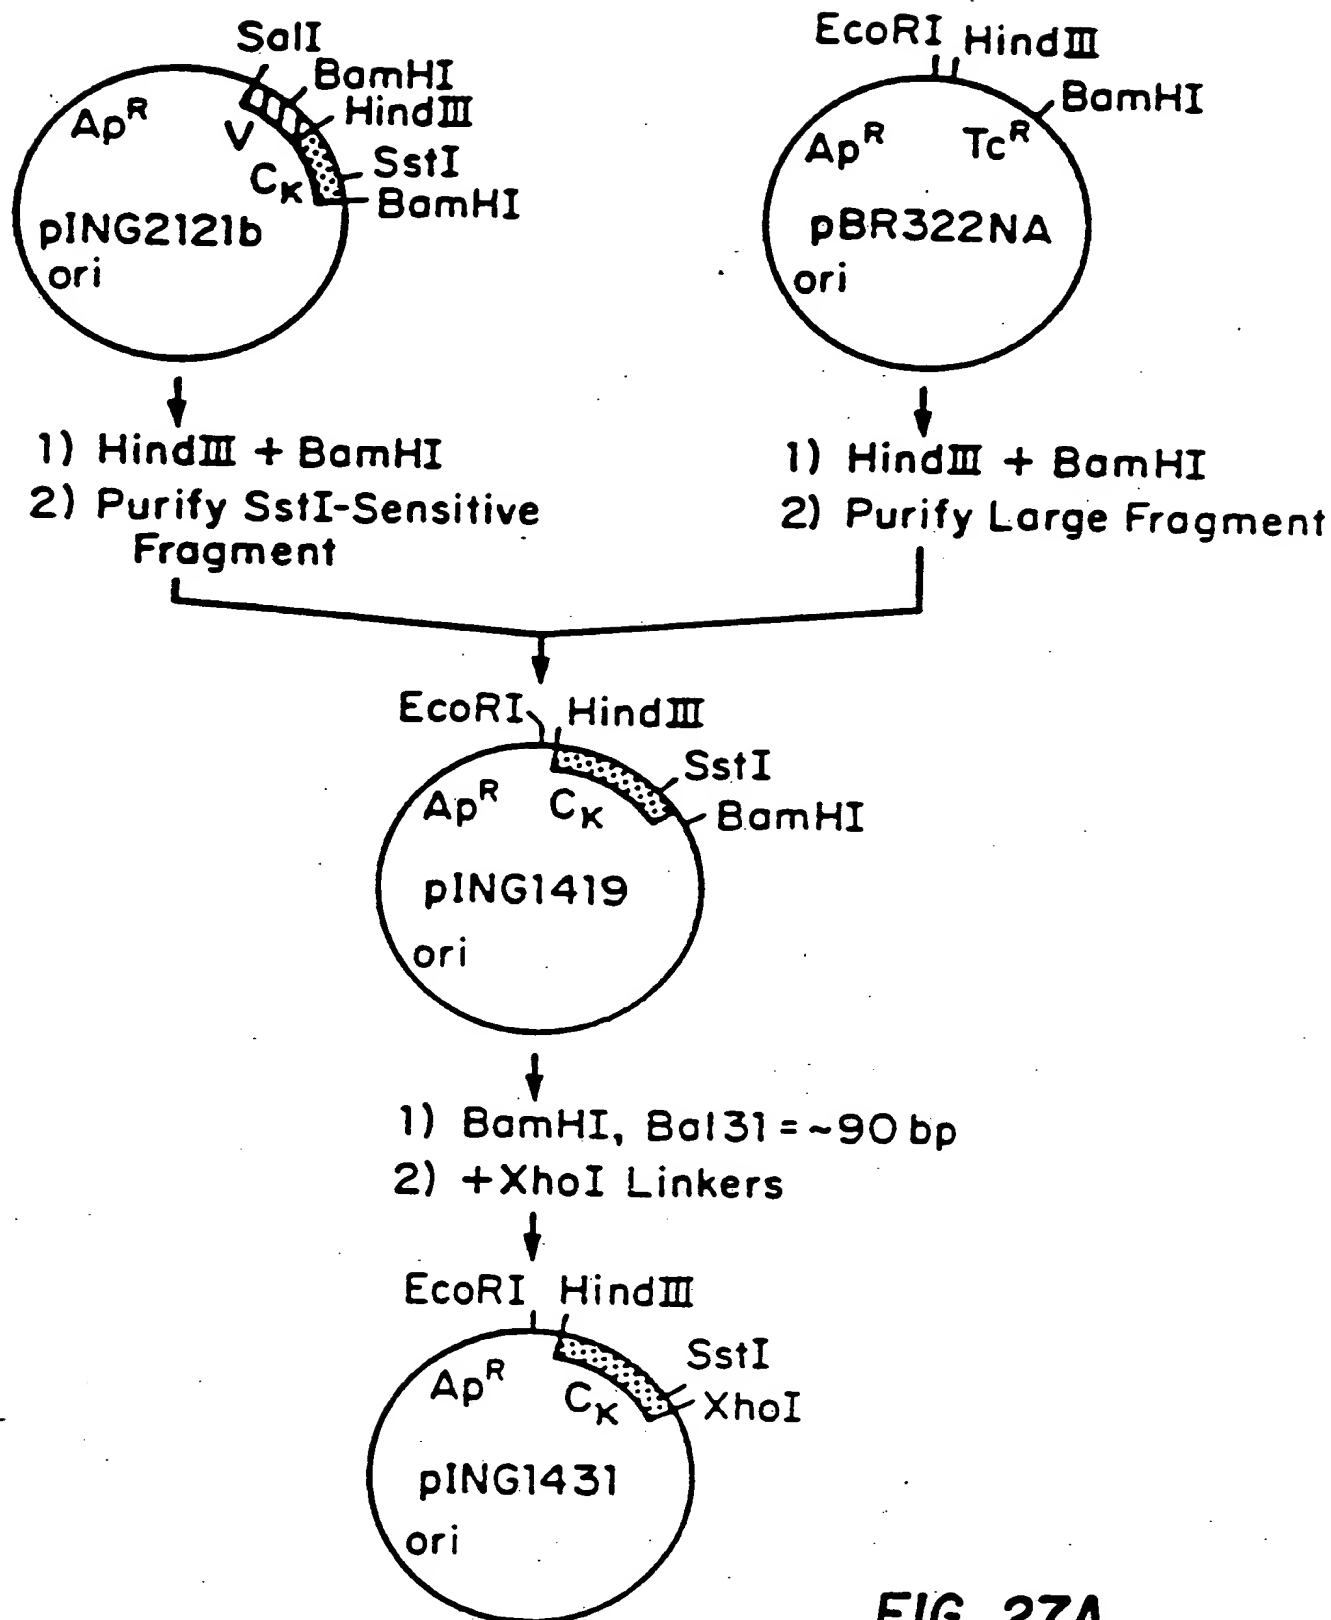 SalI
BamHI
HindIII
SstI
BamHI
Ap^R
V
C_K
pING2121b
ori
EcoRI HindIII
BamHI
Ap^R Tc^R
pBR322NA
ori
1) HindIII + BamHI
2) Purify SstI-Sensitive
Fragment
1) HindIII + BamHI
2) Purify Large Fragment
EcoRI HindIII
SstI
BamHI
Ap^R C_K
pING1419
ori
1) BamHI, Bal31 = ~90 bp
2) +XhoI Linkers
EcoRI HindIII
SstI
XhoI
Ap^R C_K
pING1431
ori
FIG. 27A